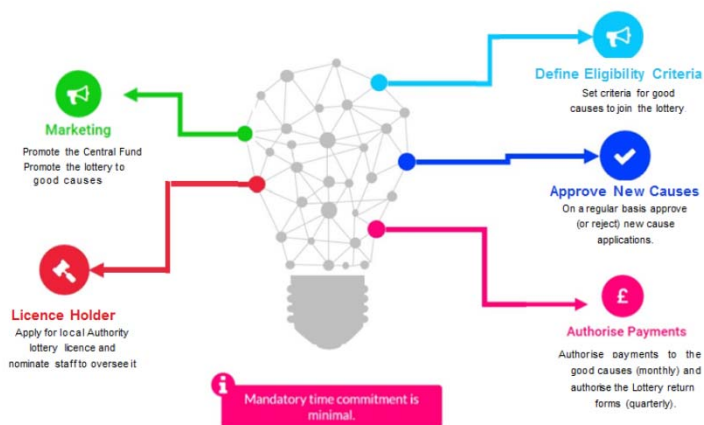 Marketing
Promote the Central Fund
Promote the lottery to
good causes
Licence Holder
Apply for local Authority
lottery licence and
nominate staff to oversee it
Define Eligibility Criteria
Set criteria for good
causes to join the lottery
Approve New Causes
On a regular basis approve
(or reject) new cause
applications.
£
Authorise Payments
Authorise payments to the
good causes (monthly) and
authorise the Lottery return
forms (quarterly).
i
Mandatory time commitment is
minimal.